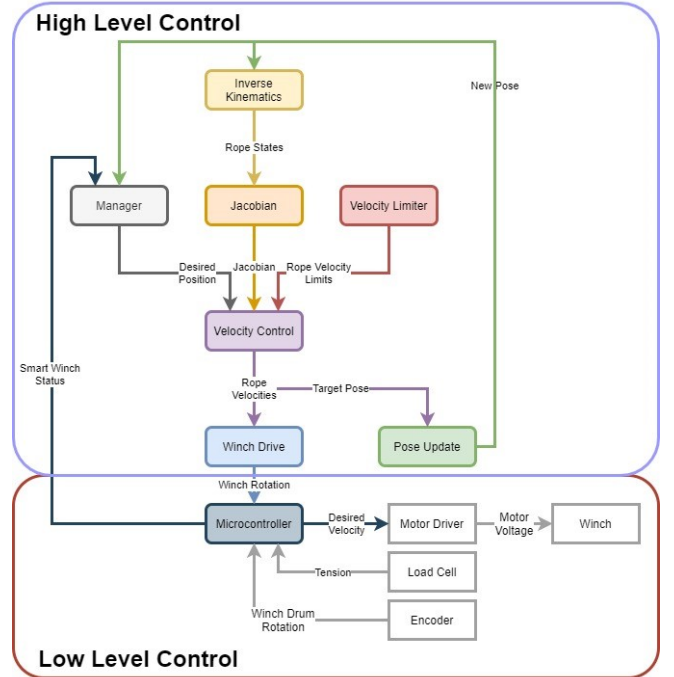 High Level Control
Inverse
Kinematics
New Pose
Rope States
Manager
Jacobian
Velocity Limiter
Desired
Position
Jacobian
Rope Velocity
Limits
Velocity Control
Smart Winch
Status
Rope
Velocities
Target Pose
Winch Drive
Pose Update
Winch Rotation
Microcontroller
Desired
Velocity
Motor Driver
Motor
Voltage
Winch
Tension
Load Cell
Winch Drum
Rotation
Encoder
Low Level Control